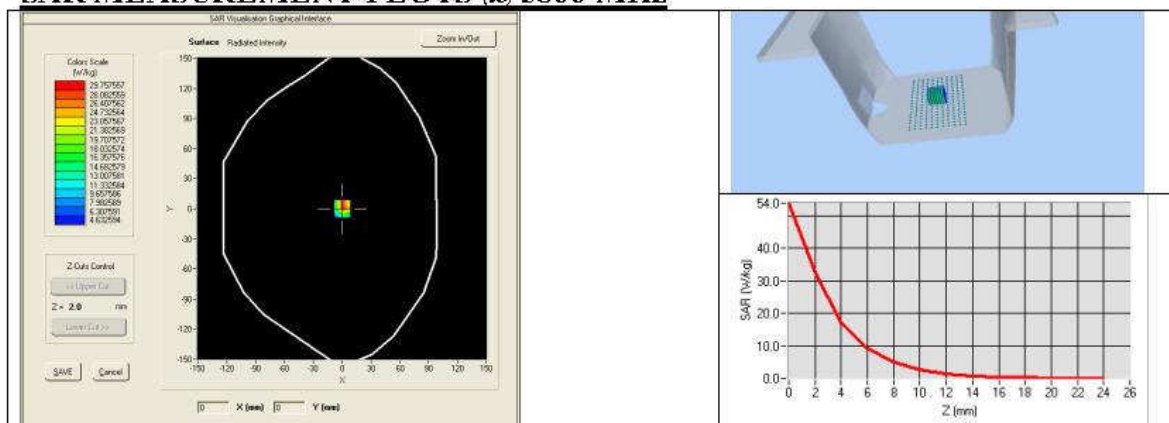 SAR Visualisation Graphical Interface
Surface Radiated Intensity
Zoom In/Out
Colors Scale
(W/kg)
29.757557
28.082559
26.407562
24.732564
23.057567
21.382569
19.707572
18.032574
16.357576
14.682579
13.007581
11.332584
9.657586
7.982589
6.307591
4.632594
Z-Cuts Control
<< Upper Cut
Z = 2.0 mm
Lower Cut >>
SAVE Cancel
150
120
90
60
30
0
-30
-60
-90
-120
-150
Y
-150 -120 -90 -60 -30 0 30 60 90 120 150
X
0 X (mm) 0 Y (mm)
54.0
40.0
30.0
20.0
10.0
0.0
SAR (W/kg)
0 2 4 6 8 10 12 14 16 18 20 22 24 26
Z (mm)